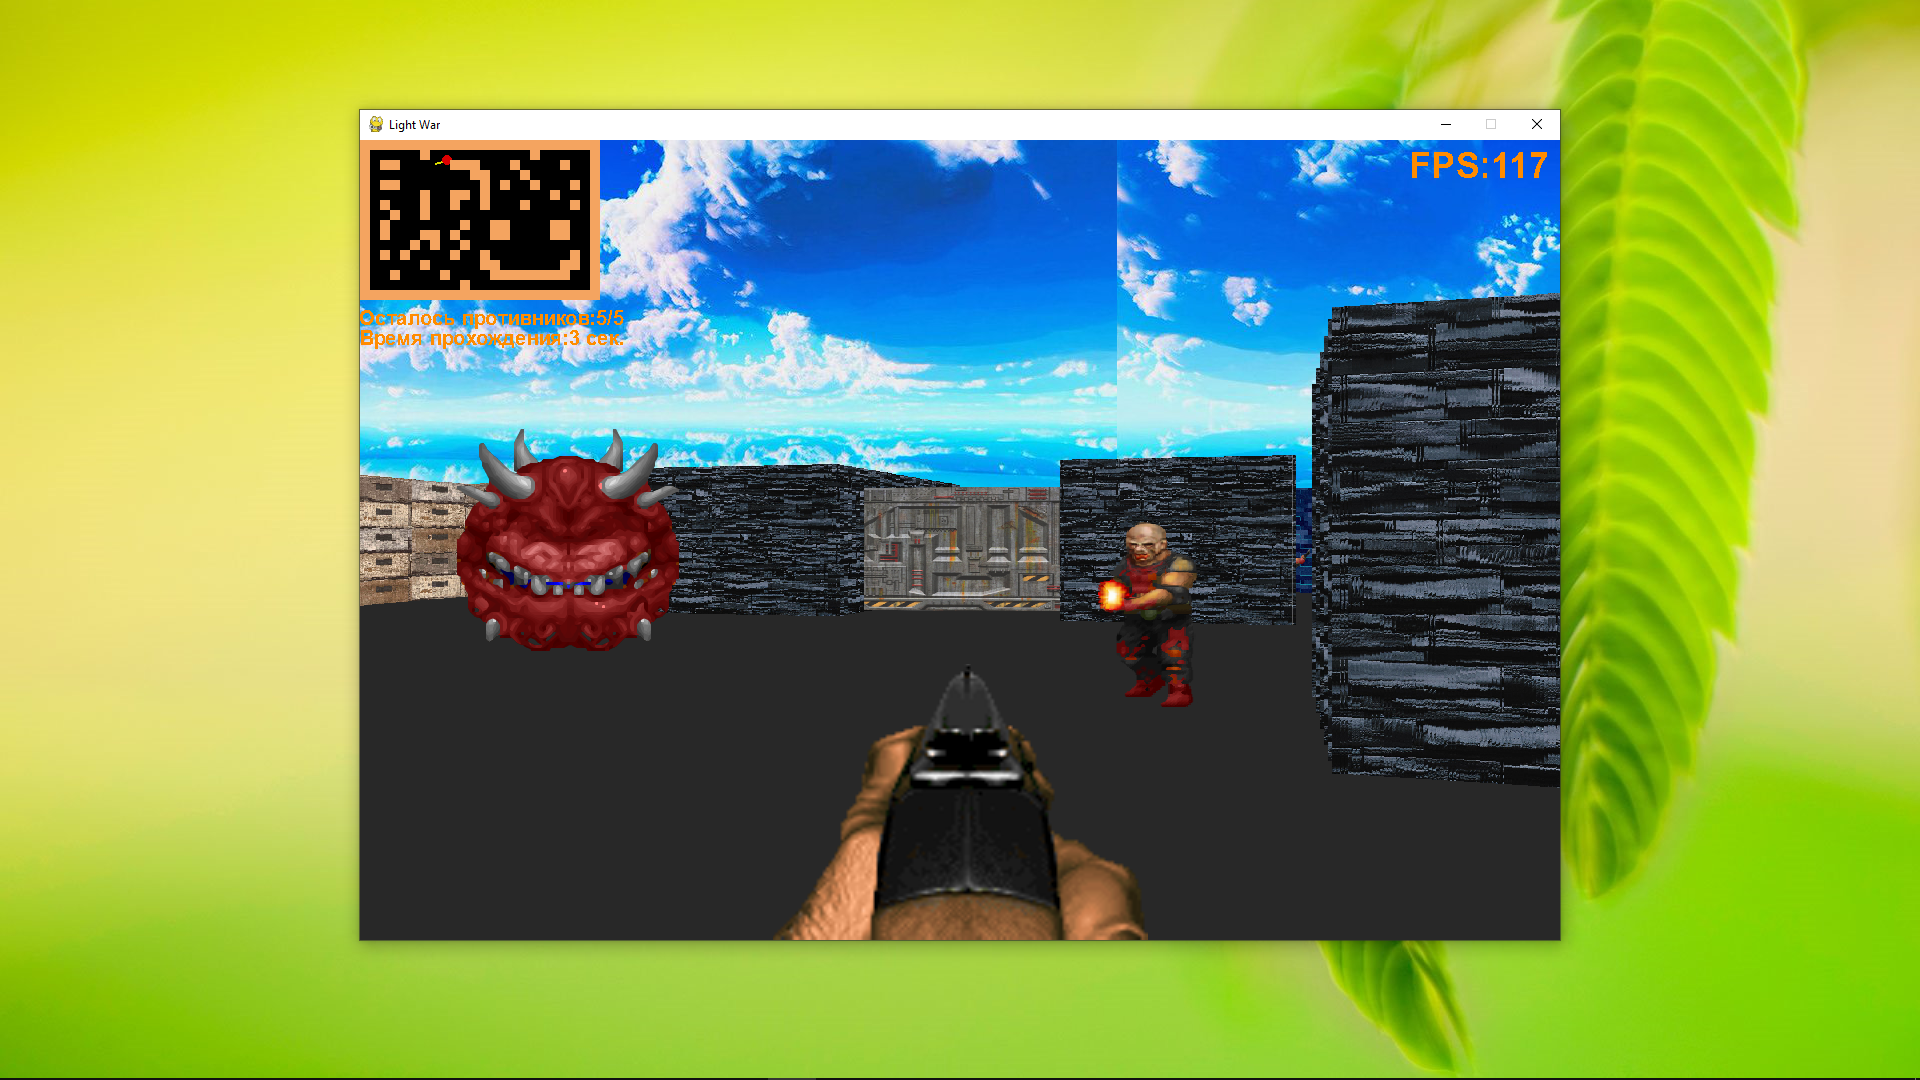 Light War
FPS:117
Осталось противников:5/5
Время прохождения:3 сек.